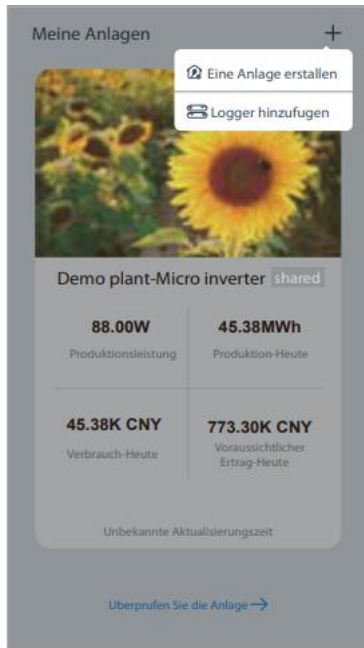 Meine Anlagen
+
Eine Anlage erstallen
Logger hinzufugen
Demo plant-Micro inverter shared
88.00W 45.38MWh
Produktionsleistung Produktion-Heute
45.38K CNY 773.30K CNY
Verbrauch-Heute Voraussichtlicher
Ertrag-Heute
Unbekannte Aktualisierungszeit
Uberprufen Sie die Anlage